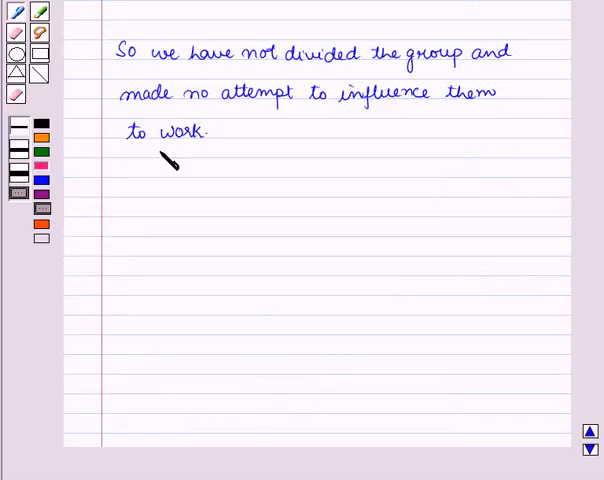 So we have not divided the group and
made no attempt to influence them
to work.